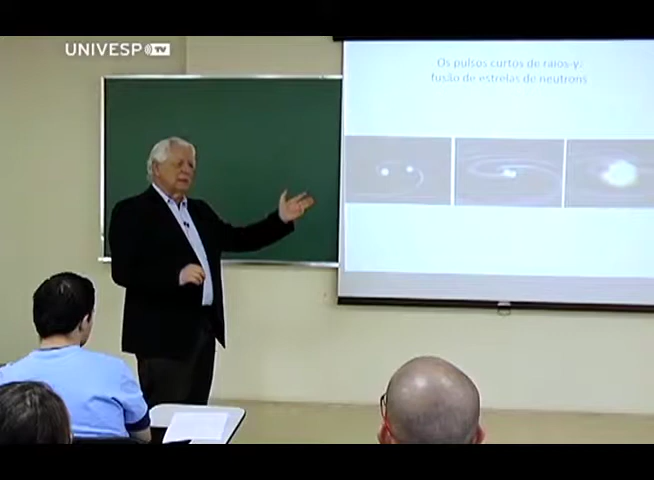 UNIVESP TV
Os pulsos curtos de raios-γ:
fusão de estrelas de neutrons